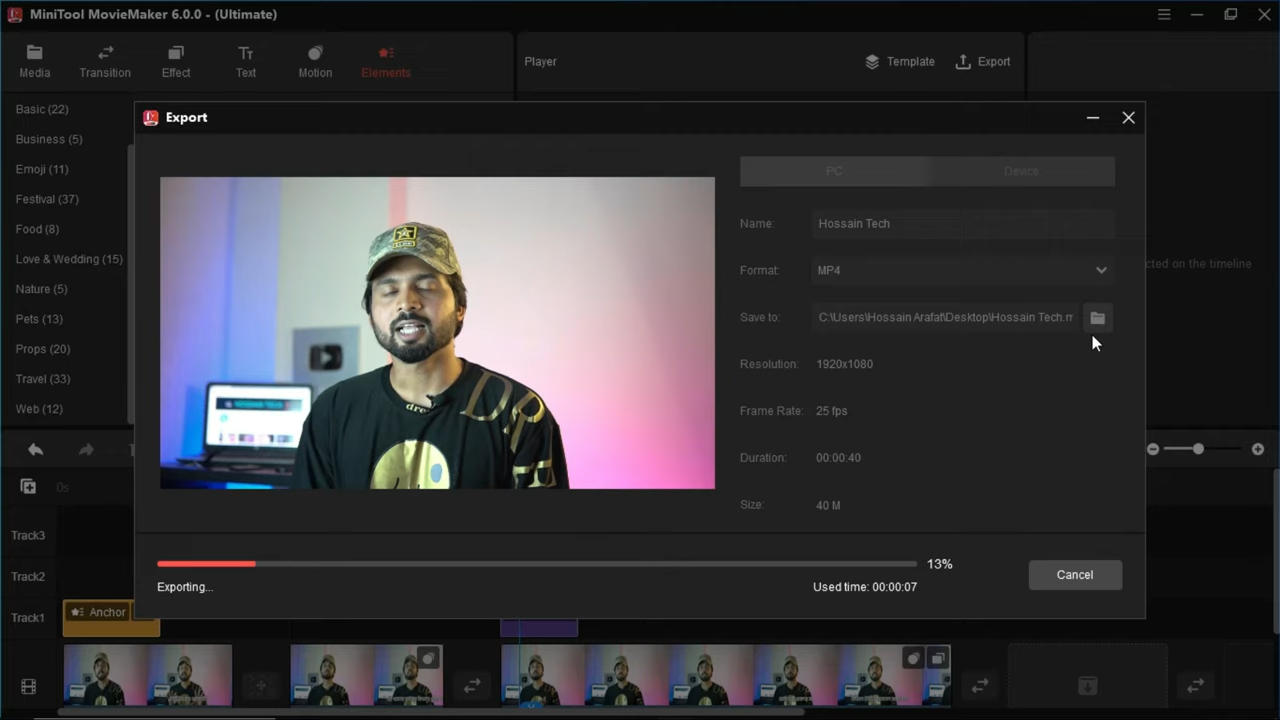 MiniTool MovieMaker 6.0.0 - (Ultimate)
Media
Transition
Effect
Text
Motion
Elements
Player
Template
Export
Basic (22)
Business (5)
Emoji (11)
Festival (37)
Food (8)
Love & Wedding (15)
Nature (5)
Pets (13)
Props (20)
Travel (33)
Web (12)
Export
PC
Device
Name: Hossain Tech
Format: MP4
Save to: C:\Users\Hossain Arafat\Desktop\Hossain Tech.m
Resolution: 1920x1080
Frame Rate: 25 fps
Duration: 00:00:40
Size: 40 M
cted on the timeline
13%
Exporting...
Used time: 00:00:07
Cancel
0s
Track3
Track2
Track1
Anchor